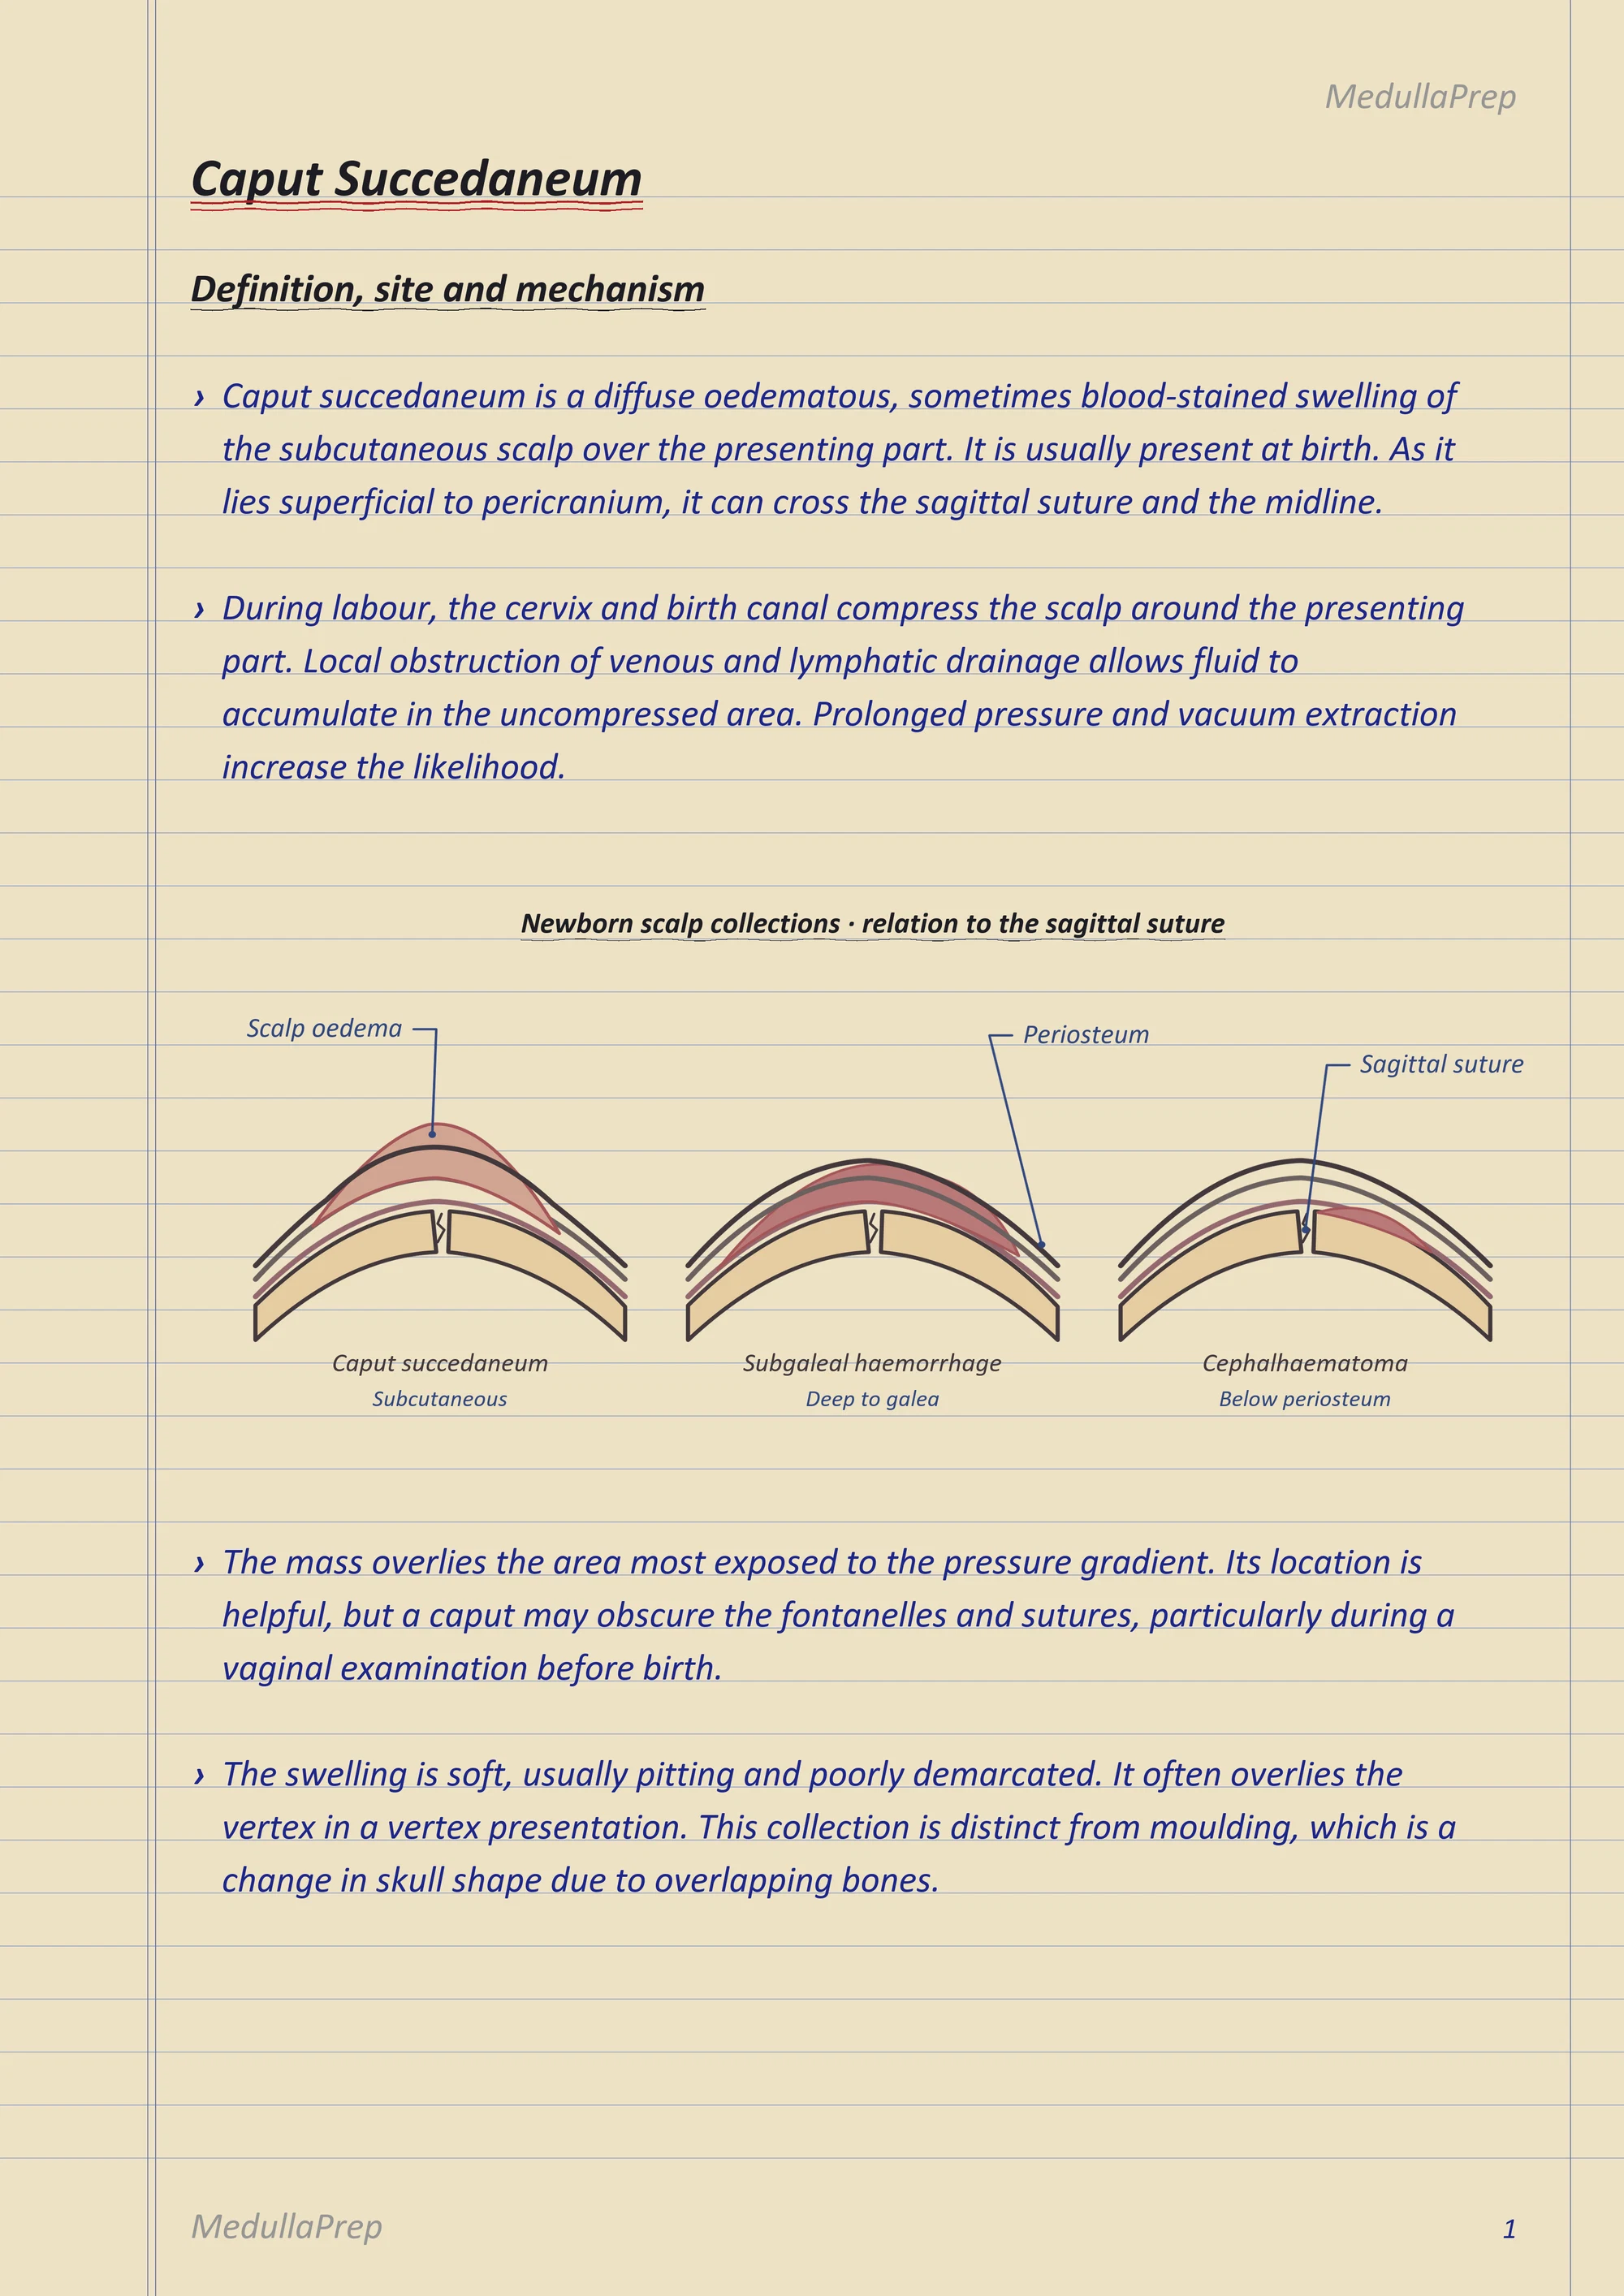 MedullaPrep
Caput Succedaneum
Definition, site and mechanism
› Caput succedaneum is a diffuse oedematous, sometimes blood-stained swelling of
the subcutaneous scalp over the presenting part. It is usually present at birth. As it
lies superficial to pericranium, it can cross the sagittal suture and the midline.
› During labour, the cervix and birth canal compress the scalp around the presenting
part. Local obstruction of venous and lymphatic drainage allows fluid to
accumulate in the uncompressed area. Prolonged pressure and vacuum extraction
increase the likelihood.
Newborn scalp collections · relation to the sagittal suture
Scalp oedema
Periosteum
Sagittal suture
Caput succedaneum
Subcutaneous
Subgaleal haemorrhage
Deep to galea
Cephalhaematoma
Below periosteum
› The mass overlies the area most exposed to the pressure gradient. Its location is
helpful, but a caput may obscure the fontanelles and sutures, particularly during a
vaginal examination before birth.
› The swelling is soft, usually pitting and poorly demarcated. It often overlies the
vertex in a vertex presentation. This collection is distinct from moulding, which is a
change in skull shape due to overlapping bones.
MedullaPrep
1